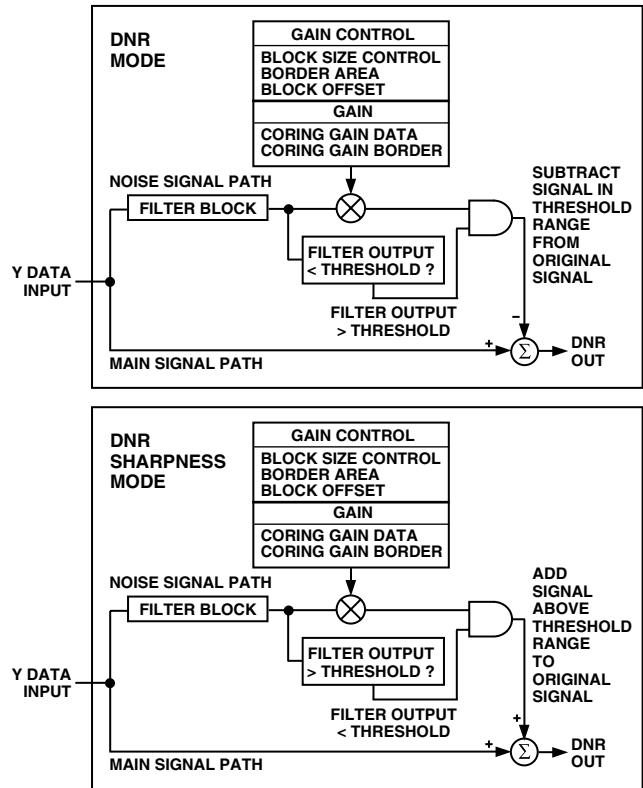 DNR
MODE
GAIN CONTROL
BLOCK SIZE CONTROL
BORDER AREA
BLOCK OFFSET
GAIN
CORING GAIN DATA
CORING GAIN BORDER
NOISE SIGNAL PATH
FILTER BLOCK
SUBTRACT
SIGNAL IN
THRESHOLD
RANGE
FROM
ORIGINAL
SIGNAL
FILTER OUTPUT
< THRESHOLD ?
Y DATA
INPUT
FILTER OUTPUT
> THRESHOLD
–
+
Σ
DNR
OUT
MAIN SIGNAL PATH
DNR
SHARPNESS
MODE
GAIN CONTROL
BLOCK SIZE CONTROL
BORDER AREA
BLOCK OFFSET
GAIN
CORING GAIN DATA
CORING GAIN BORDER
NOISE SIGNAL PATH
FILTER BLOCK
ADD
SIGNAL
ABOVE
THRESHOLD
RANGE
TO
ORIGINAL
SIGNAL
FILTER OUTPUT
> THRESHOLD ?
Y DATA
INPUT
FILTER OUTPUT
< THRESHOLD
+
+
Σ
DNR
OUT
MAIN SIGNAL PATH